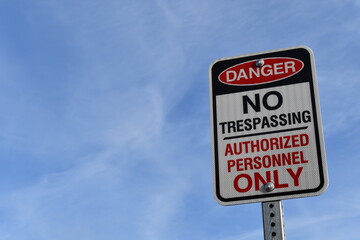 DANGER
NO
TRESPASSING
AUTHORIZED
PERSONNEL
ONLY